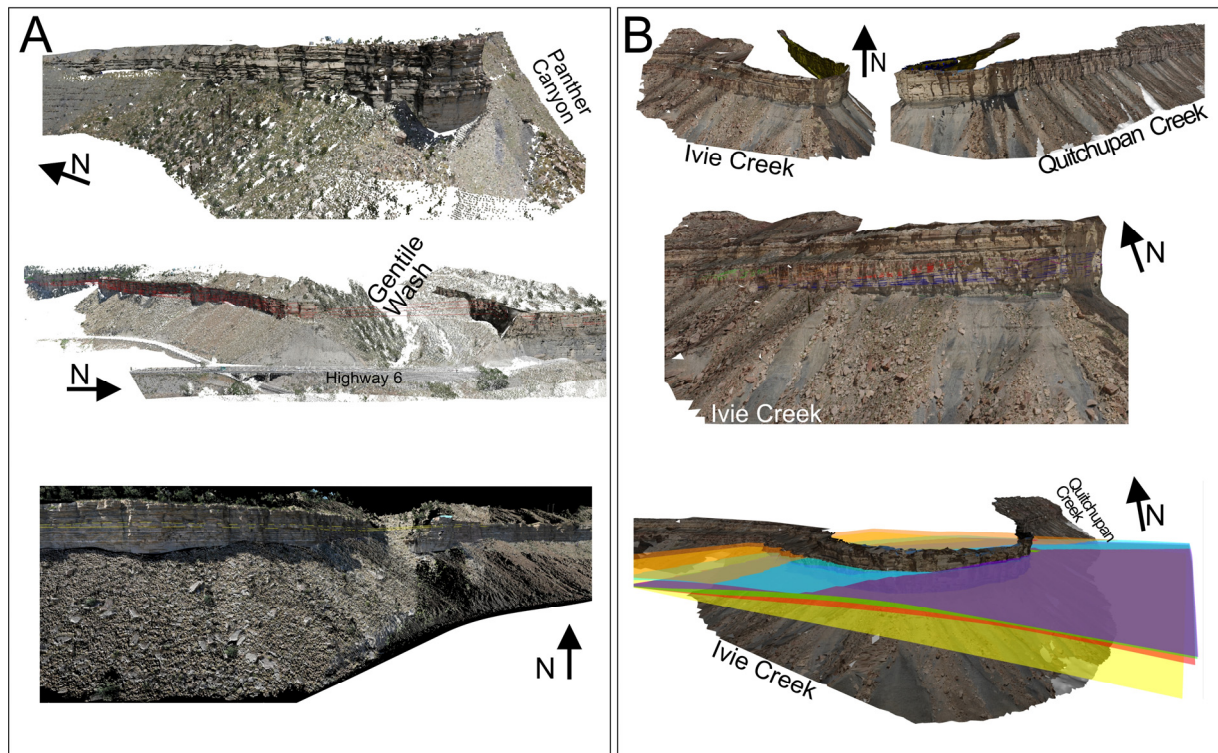 A
Panther
Canyon
N
Gentile
Wash
N
Highway 6
N
B
N
Ivie Creek
Quitchupan Creek
N
Ivie Creek
Quitchupan
Creek
N
Ivie Creek